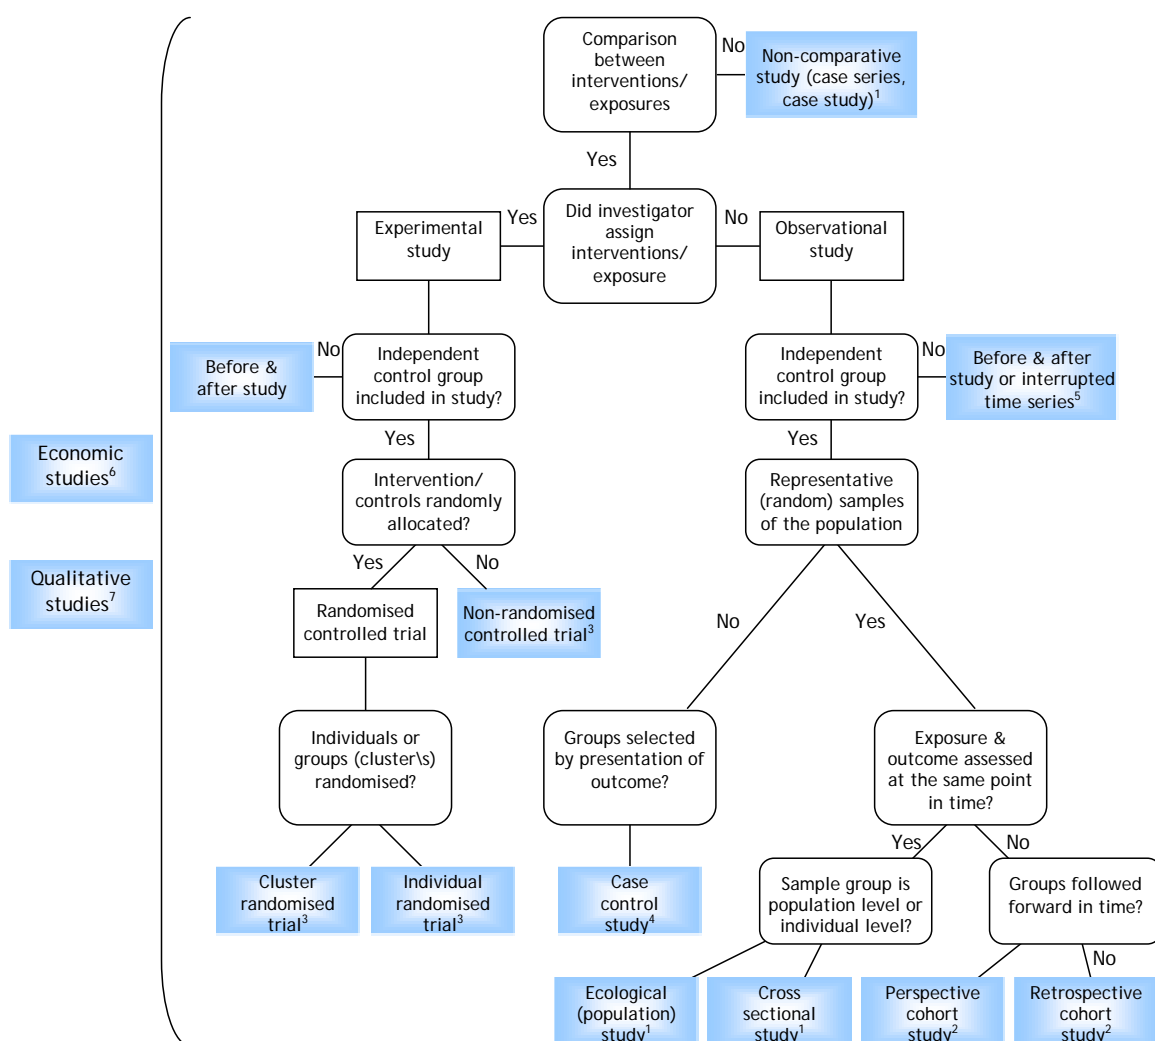 Comparison
between
interventions/
exposures
No
Non-comparative
study (case series,
case study)1
Yes
Did investigator
assign
interventions/
exposure
Yes
Experimental
study
No
Observational
study
Independent
control group
included in study?
No
Before &
after study
Independent
control group
included in study?
No
Before & after
study or interrupted
time series5
Yes
Yes
Economic
studies6
Intervention/
controls randomly
allocated?
Representative
(random) samples
of the population
Yes
No
Qualitative
studies7
Randomised
controlled trial
Non-randomised
controlled trial3
No
Yes
Individuals or
groups (cluster\s)
randomised?
Groups selected
by presentation of
outcome?
Exposure &
outcome assessed
at the same point
in time?
Yes
No
Cluster
randomised
trial3
Individual
randomised
trial3
Case
control
study4
Sample group is
population level or
individual level?
Groups followed
forward in time?
No
Ecological
(population)
study1
Cross
sectional
study1
Perspective
cohort
study2
Retrospective
cohort
study2